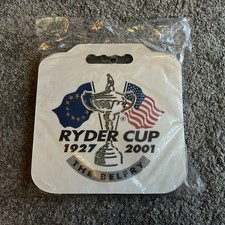 RYDER CUP
1927 2001
THE BELFRY